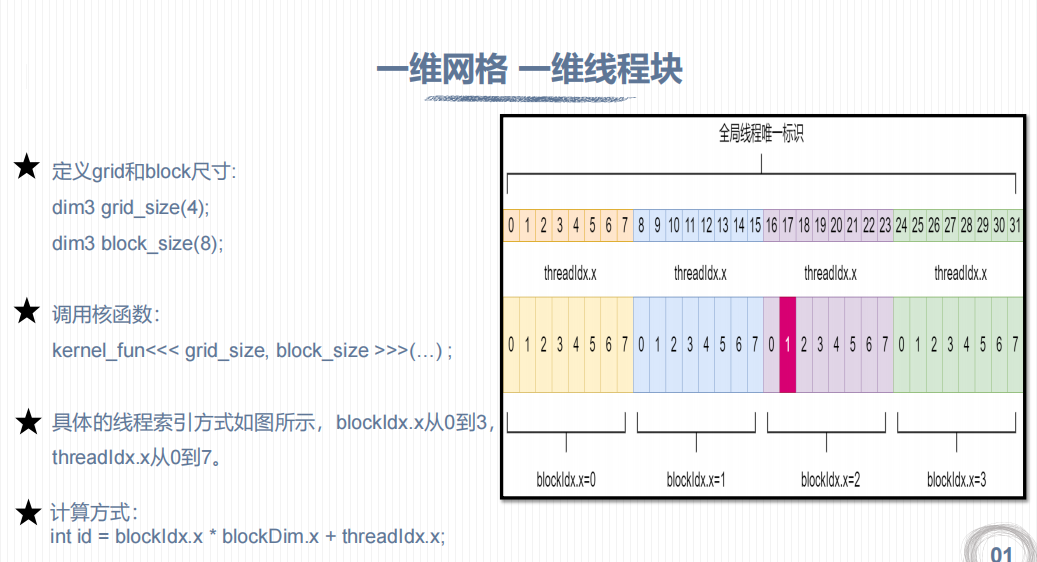 一维网格 一维线程块
定义grid和block尺寸:
dim3 grid_size(4);
dim3 block_size(8);
调用核函数：
kernel_fun<<< grid_size, block_size >>>(…) ;
具体的线程索引方式如图所示，blockIdx.x从0到3，
threadIdx.x从0到7。
计算方式：
int id = blockIdx.x * blockDim.x + threadIdx.x;
全局线程唯一标识
0 1 2 3 4 5 6 7 8 9 10 11 12 13 14 15 16 17 18 19 20 21 22 23 24 25 26 27 28 29 30 31
threadIdx.x threadIdx.x threadIdx.x threadIdx.x
0 1 2 3 4 5 6 7 0 1 2 3 4 5 6 7 0 1 2 3 4 5 6 7 0 1 2 3 4 5 6 7
blockIdx.x=0 blockIdx.x=1 blockIdx.x=2 blockIdx.x=3
01